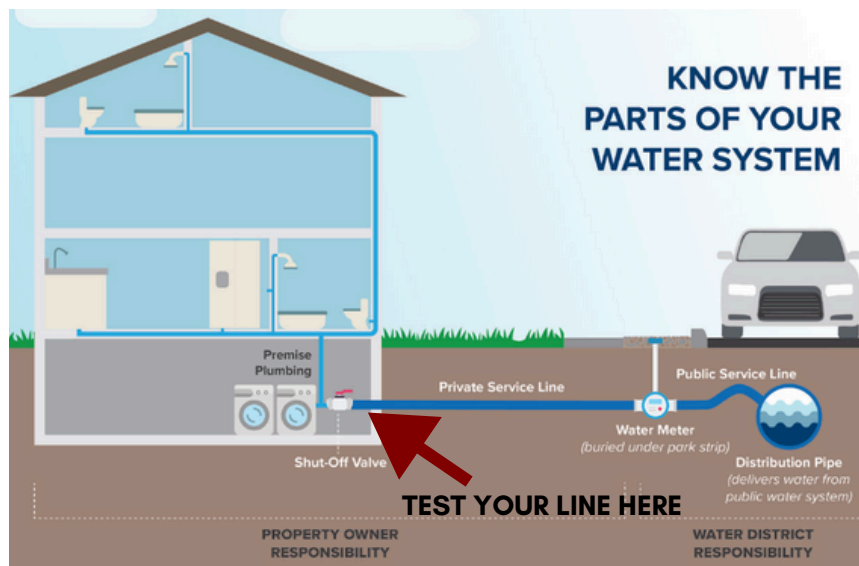 KNOW THE
PARTS OF YOUR
WATER SYSTEM
Premise
Plumbing
Private Service Line
Public Service Line
Water Meter
(buried under park strip)
Shut-Off Valve
Distribution Pipe
(delivers water from
public water system)
TEST YOUR LINE HERE
PROPERTY OWNER
RESPONSIBILITY
WATER DISTRICT
RESPONSIBILITY